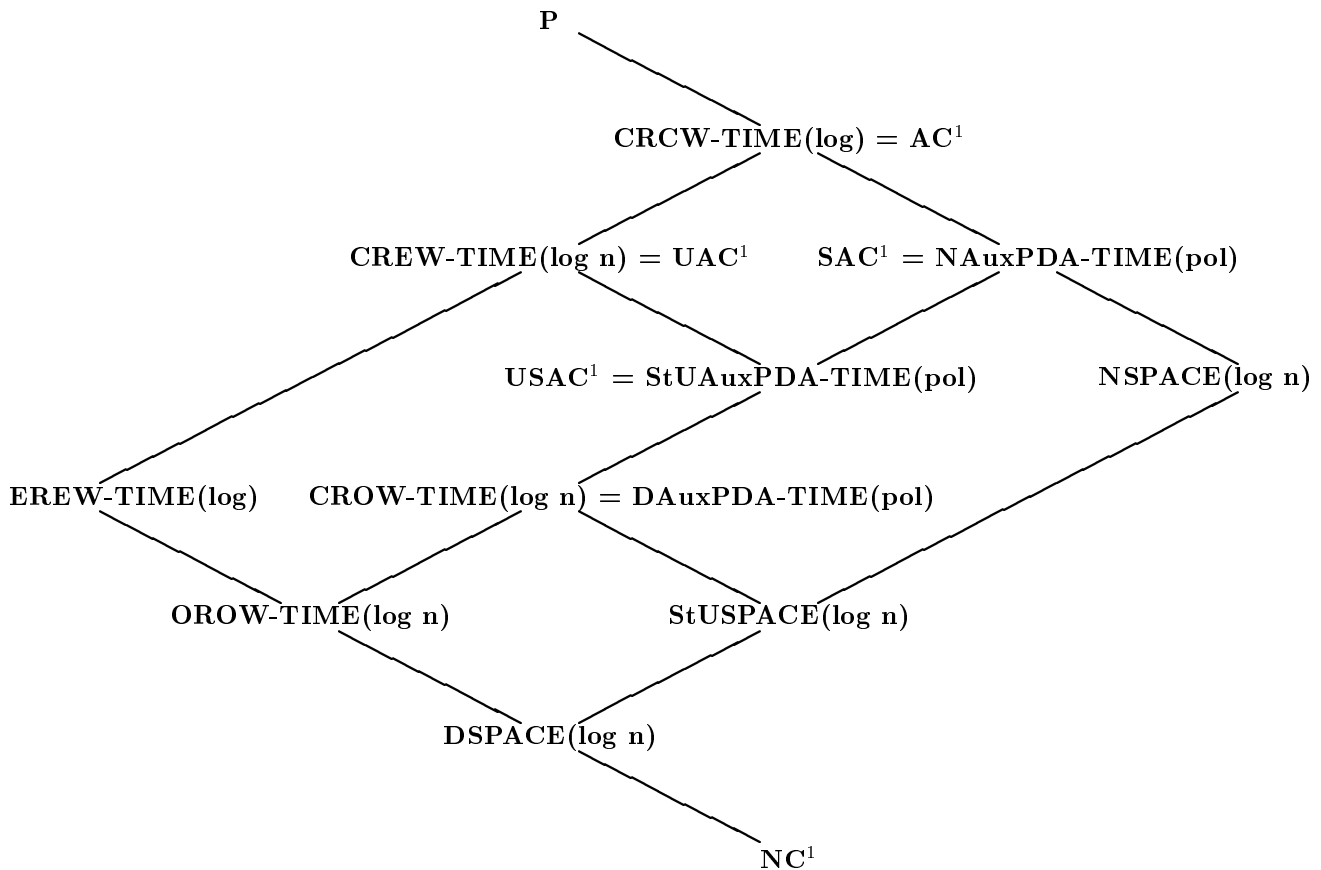 P
CRCW-TIME(log) = AC¹
CREW-TIME(log n) = UAC¹
SAC¹ = NAuxPDA-TIME(pol)
USAC¹ = StUAuxPDA-TIME(pol)
NSPACE(log n)
EREW-TIME(log)
CROW-TIME(log n) = DAuxPDA-TIME(pol)
OROW-TIME(log n)
StUSPACE(log n)
DSPACE(log n)
NC¹